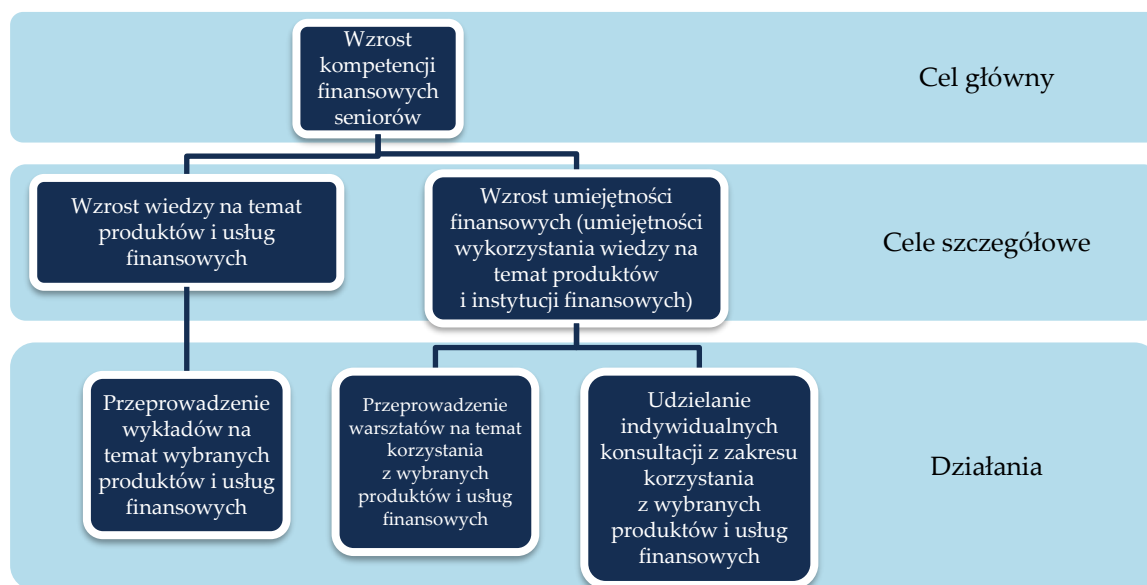 Wzrost
kompetencji
finansowych
seniorów
Cel główny
Wzrost wiedzy na temat
produktów i usług
finansowych
Wzrost umiejętności
finansowych (umiejętności
wykorzystania wiedzy na
temat produktów
i instytucji finansowych)
Cele szczegółowe
Przeprowadzenie
wykładów na
temat wybranych
produktów i usług
finansowych
Przeprowadzenie
warsztatów na temat
korzystania
z wybranych
produktów i usług
finansowych
Udzielanie
indywidualnych
konsultacji z zakresu
korzystania
z wybranych
produktów i usług
finansowych
Działania